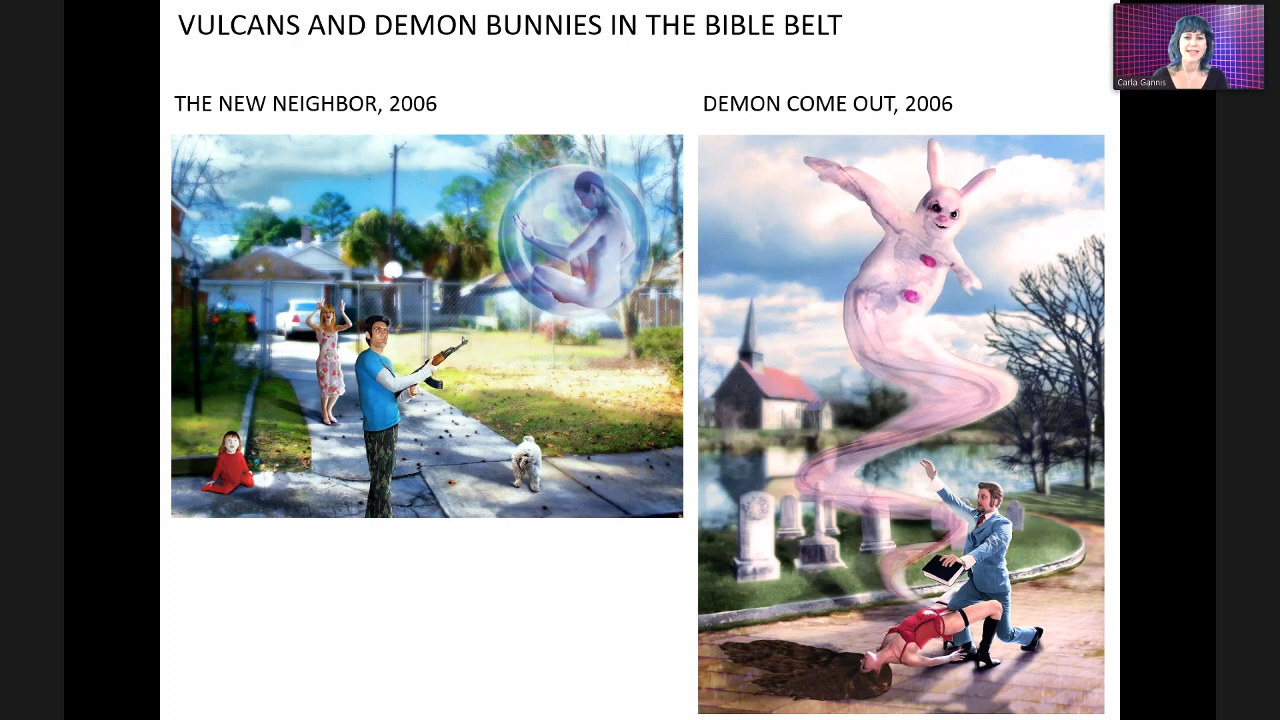 VULCANS AND DEMON BUNNIES IN THE BIBLE BELT
THE NEW NEIGHBOR, 2006
DEMON COME OUT, 2006
Carla Gannis